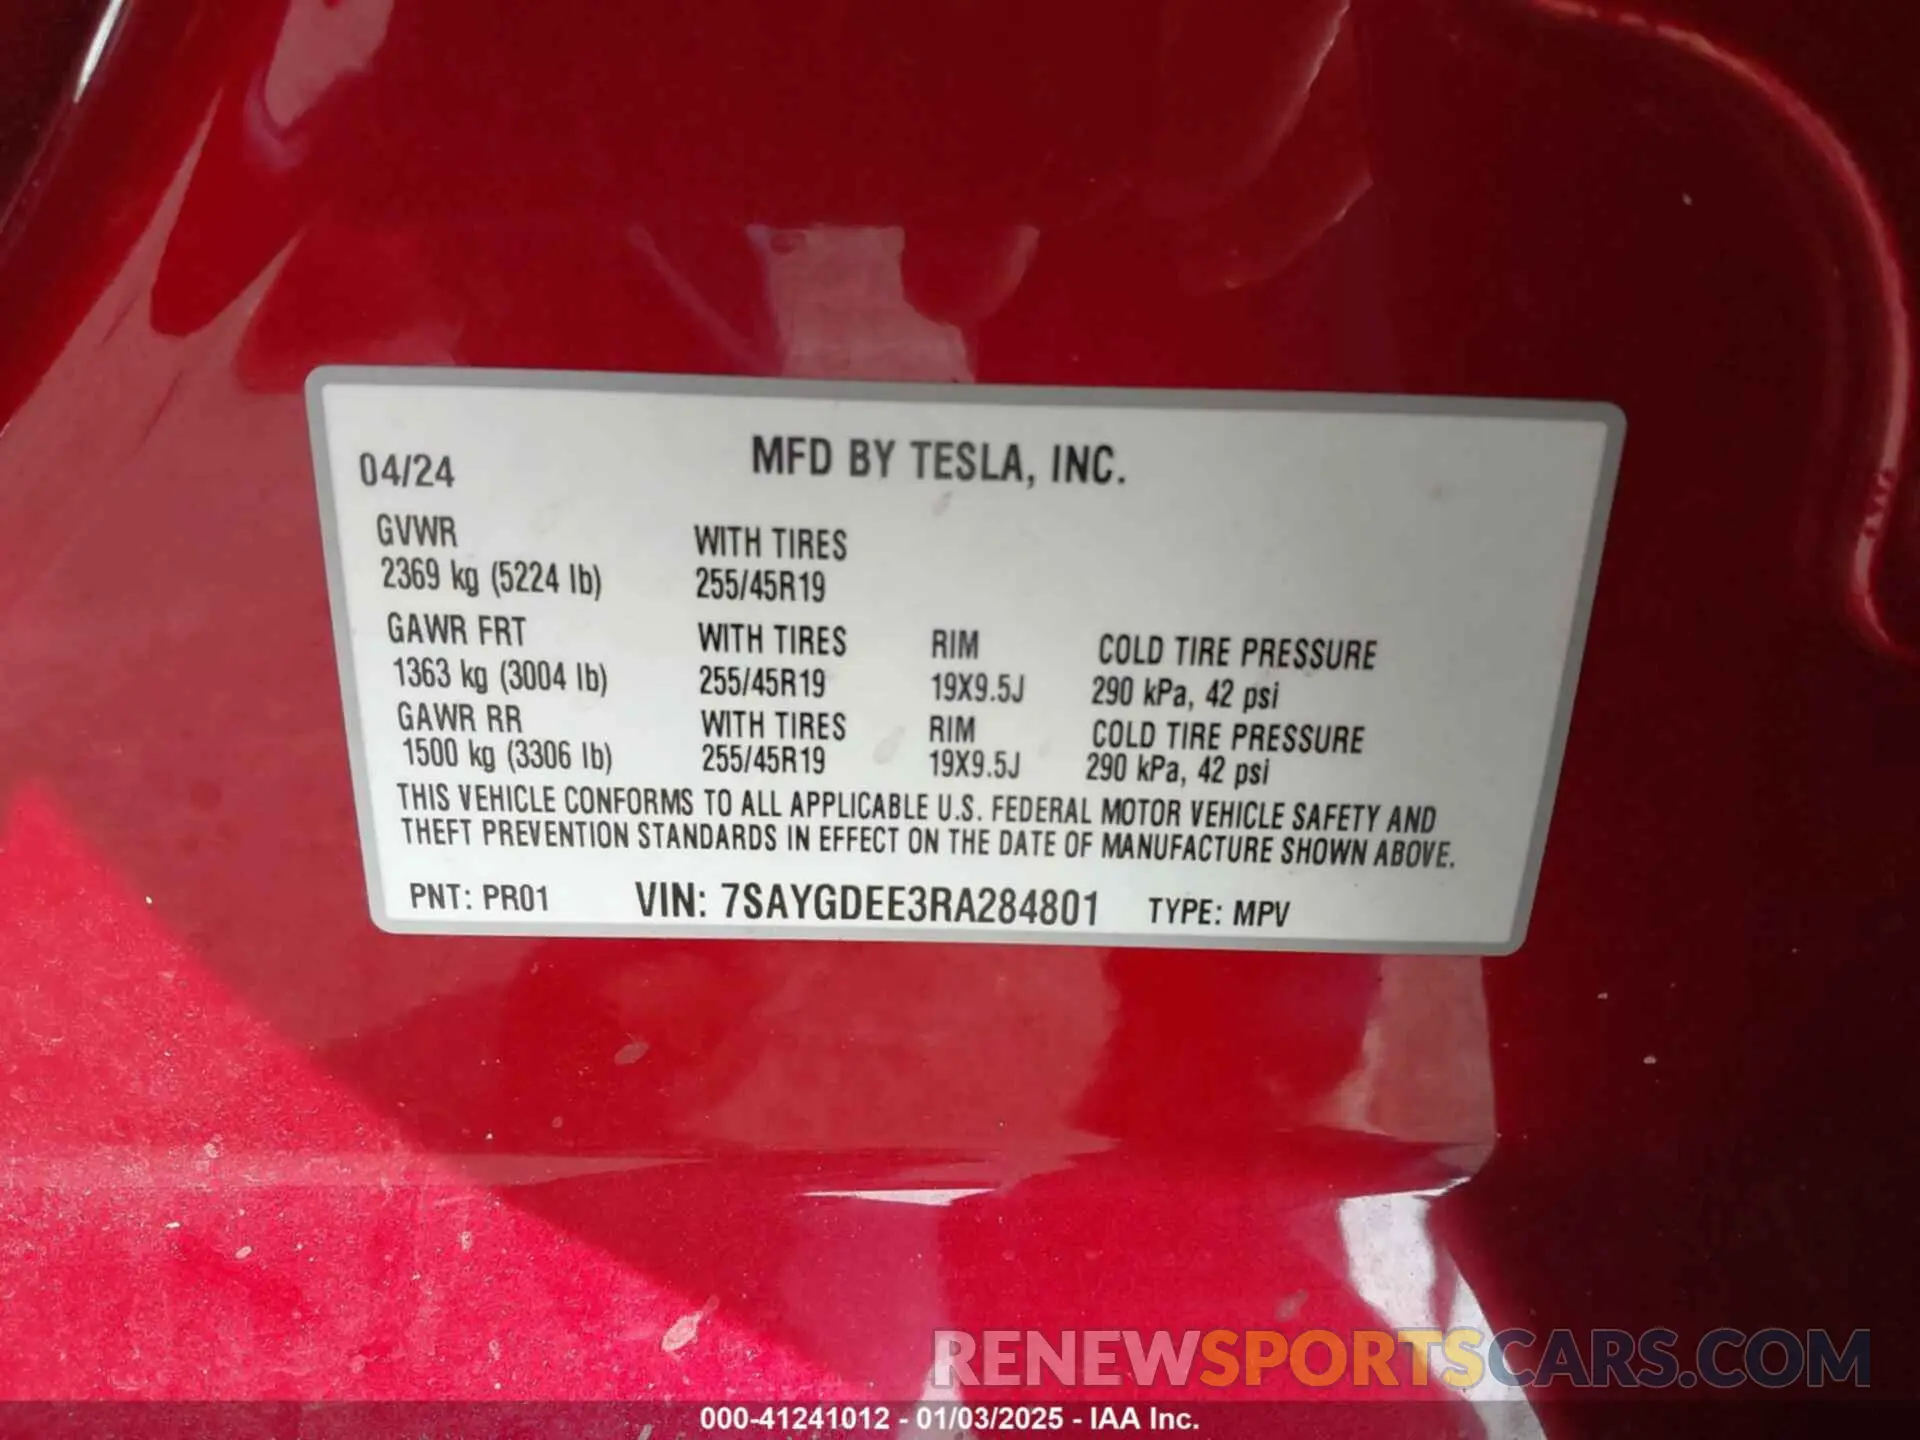 04/24 MFD BY TESLA, INC.
GVWR WITH TIRES
2369 kg (5224 lb) 255/45R19
GAWR FRT WITH TIRES RIM COLD TIRE PRESSURE
1363 kg (3004 lb) 255/45R19 19X9.5J 290 kPa, 42 psi
GAWR RR WITH TIRES RIM COLD TIRE PRESSURE
1500 kg (3306 lb) 255/45R19 19X9.5J 290 kPa, 42 psi
THIS VEHICLE CONFORMS TO ALL APPLICABLE U.S. FEDERAL MOTOR VEHICLE SAFETY AND
THEFT PREVENTION STANDARDS IN EFFECT ON THE DATE OF MANUFACTURE SHOWN ABOVE.
PNT: PR01 VIN: 7SAYGDEE3RA284801 TYPE: MPV
RENEWSPORTSCARS.COM
000-41241012 - 01/03/2025 - IAA Inc.